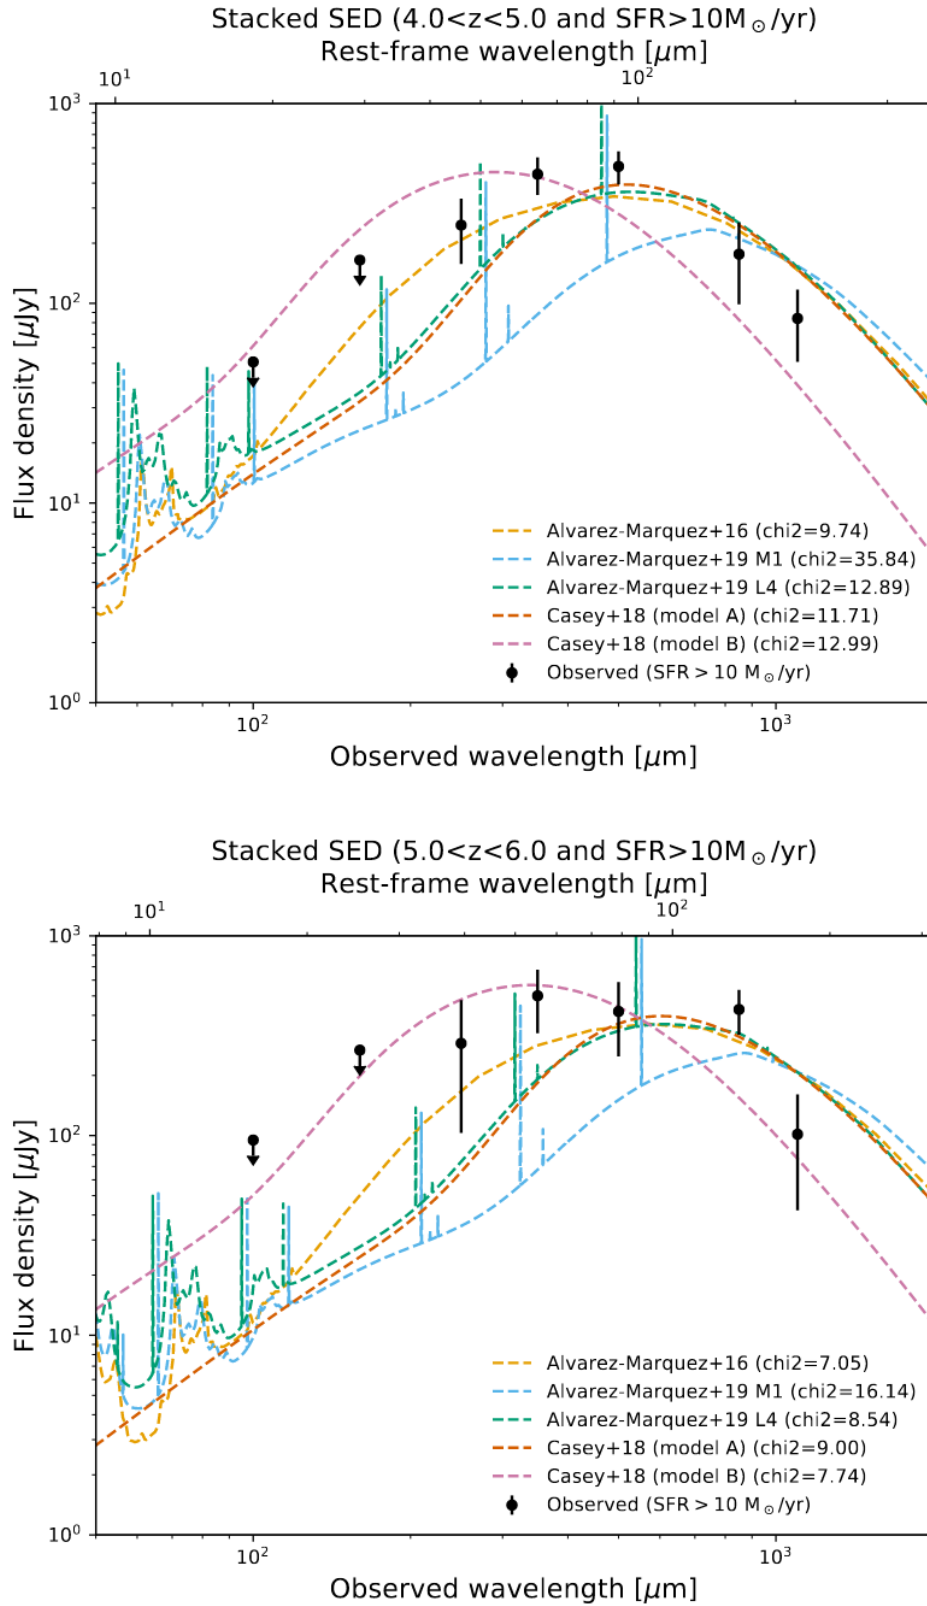 Stacked SED (4.0<z<5.0 and SFR>10M⊙/yr)
Rest-frame wavelength [μm]
10¹ 10²
10³
10²
10¹
10⁰
Flux density [μJy]
Alvarez-Marquez+16 (chi2=9.74)
Alvarez-Marquez+19 M1 (chi2=35.84)
Alvarez-Marquez+19 L4 (chi2=12.89)
Casey+18 (model A) (chi2=11.71)
Casey+18 (model B) (chi2=12.99)
Observed (SFR > 10 M⊙/yr)
10² 10³
Observed wavelength [μm]
Stacked SED (5.0<z<6.0 and SFR>10M⊙/yr)
Rest-frame wavelength [μm]
10¹ 10²
10³
10²
10¹
10⁰
Flux density [μJy]
Alvarez-Marquez+16 (chi2=7.05)
Alvarez-Marquez+19 M1 (chi2=16.14)
Alvarez-Marquez+19 L4 (chi2=8.54)
Casey+18 (model A) (chi2=9.00)
Casey+18 (model B) (chi2=7.74)
Observed (SFR > 10 M⊙/yr)
10² 10³
Observed wavelength [μm]